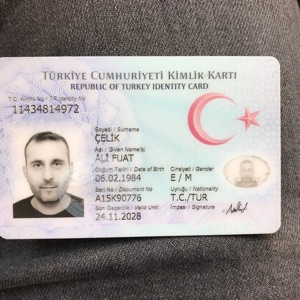 TÜRKİYE CUMHURİYETİ KİMLİK KARTI
REPUBLIC OF TURKEY IDENTITY CARD
T.C. Kimlik No / TR Identity No
11434814972
Soyadı / Surname
ÇELİK
Adı / Given Name(s)
ALİ FUAT
Doğum Tarihi / Date of Birth Cinsiyeti / Gender
06.02.1984 E / M
Seri No / Document No Uyruğu / Nationality
A15K90776 T.C./TUR
Son Geçerlilik / Valid Until İmzası / Signature
24.11.2028